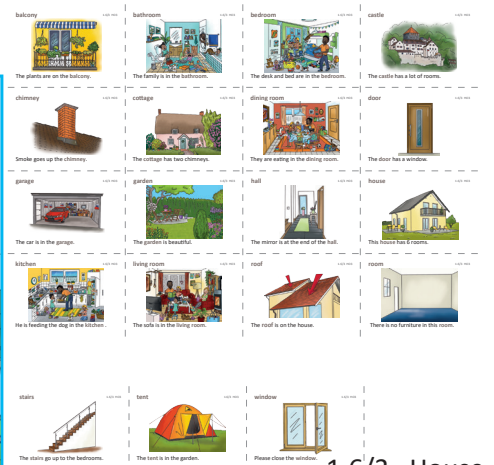 balcony
The plants are on the balcony.
bathroom
The family is in the bathroom.
bedroom
The desk and bed are in the bedroom.
castle
The castle has a lot of rooms.
chimney
Smoke goes up the chimney.
cottage
The cottage has two chimneys.
dining room
They are eating in the dining room.
door
The door has a window.
garage
The car is in the garage.
garden
The garden is beautiful.
hall
The mirror is at the end of the hall.
house
This house has 6 rooms.
kitchen
He is feeding the dog in the kitchen .
living room
The sofa is in the living room.
roof
The roof is on the house.
room
There is no furniture in this room.
stairs
The stairs go up to the bedrooms.
tent
The tent is in the garden.
window
Please close the window.